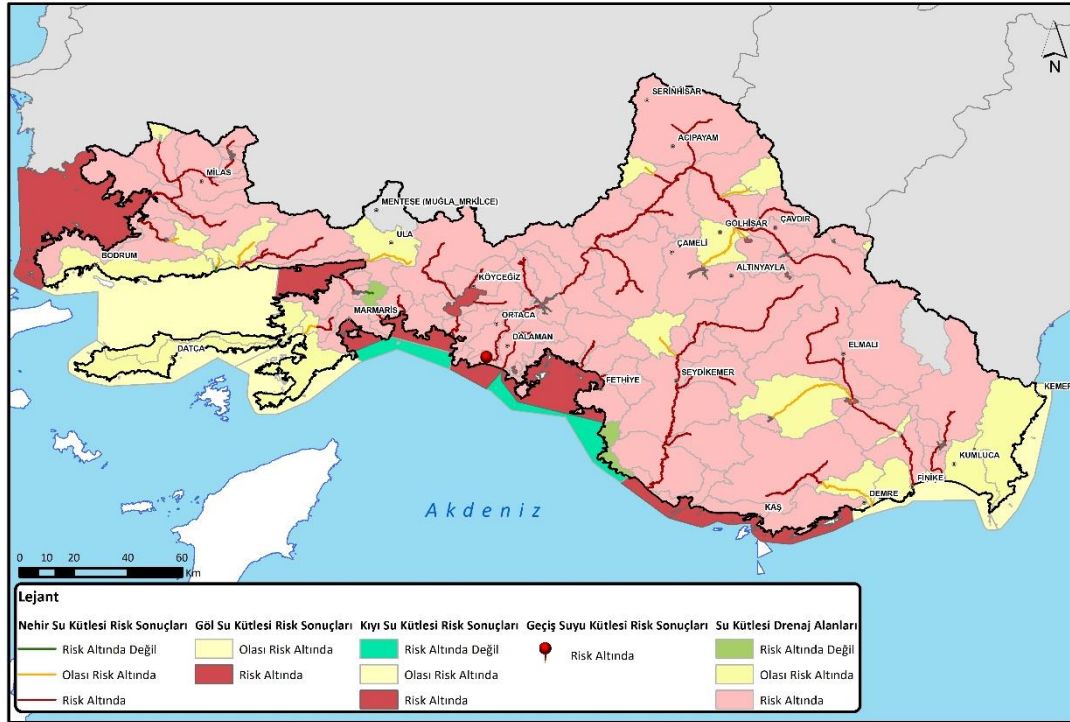 N
SERİNHİSAR
ACIPAYAM
MİLAS
MENTEŞE (MUĞLA_MRKİLCE)
ULA
GÖLHİSAR
ÇAVDIR
ÇAMELİ
ALTINYAYLA
BODRUM
KÖYCEĞİZ
MARMARİS
ORTACA
DALAMAN
DATÇA
FETHİYE
SEYDİKEMER
ELMALI
KEMER
KUMLUCA
FİNİKE
DEMRE
KAŞ
Akdeniz
0 10 20 40 60
Km
Lejant
Nehir Su Kütlesi Risk Sonuçları Göl Su Kütlesi Risk Sonuçları Kıyı Su Kütlesi Risk Sonuçları Geçiş Suyu Kütlesi Risk Sonuçları Su Kütlesi Drenaj Alanları
Risk Altında Değil Olası Risk Altında Risk Altında Değil Risk Altında Risk Altında Değil
Olası Risk Altında Risk Altında Olası Risk Altında Olası Risk Altında
Risk Altında Risk Altında Risk Altında